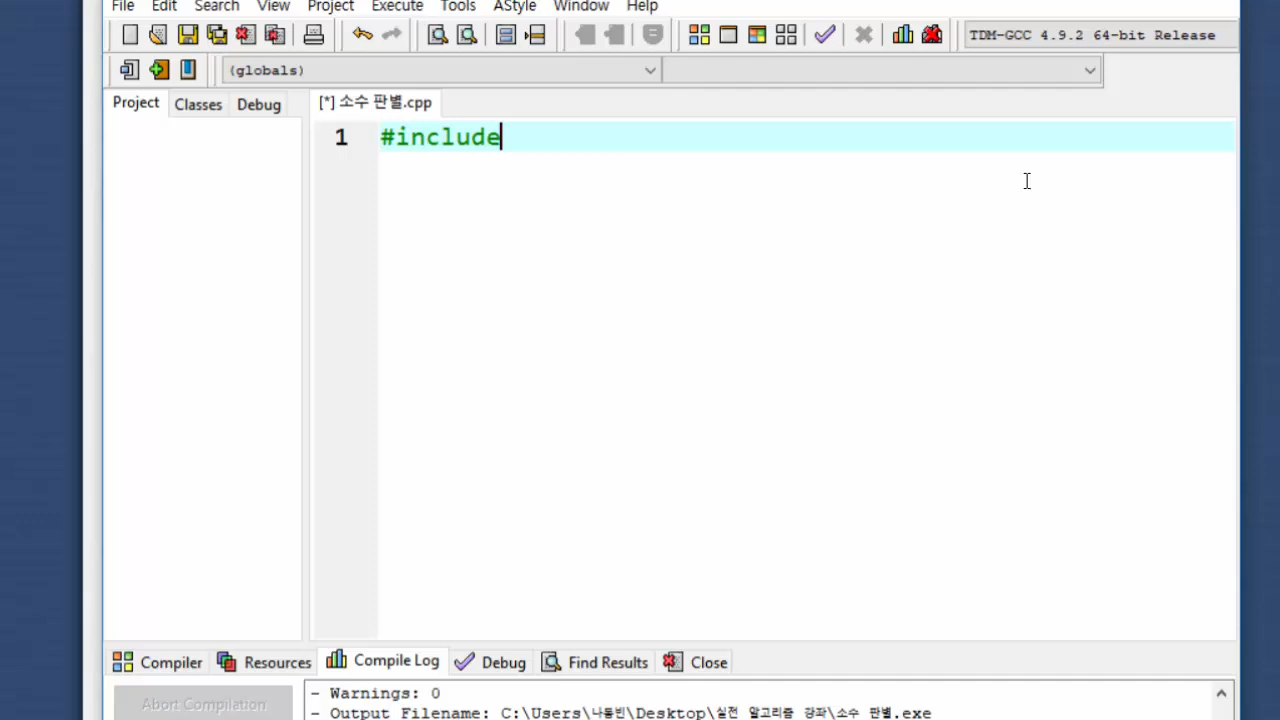 File Edit Search View Project Execute Tools AStyle Window Help
TDM-GCC 4.9.2 64-bit Release
(globals)
Project Classes Debug [*] 소수 판별.cpp
1 #include
Compiler Resources Compile Log Debug Find Results Close
Abort Compilation - Warnings: 0
- Output Filename: C:\Users\나동빈\Desktop\실전 알고리즘 강좌\소수 판별.exe